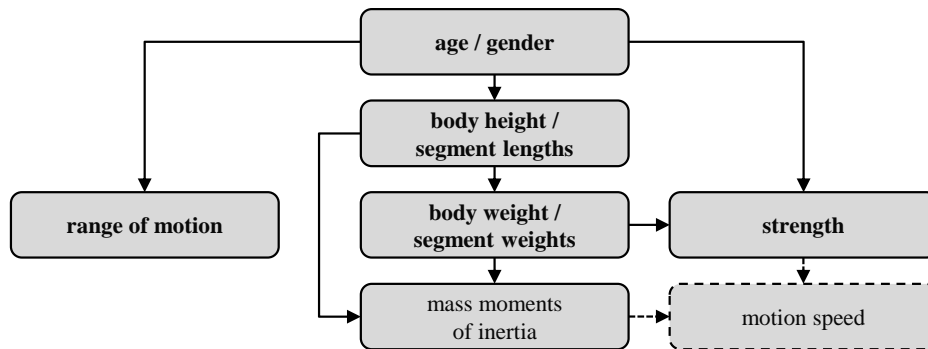 age / gender
body height /
segment lengths
range of motion
body weight /
segment weights
strength
mass moments
of inertia
motion speed